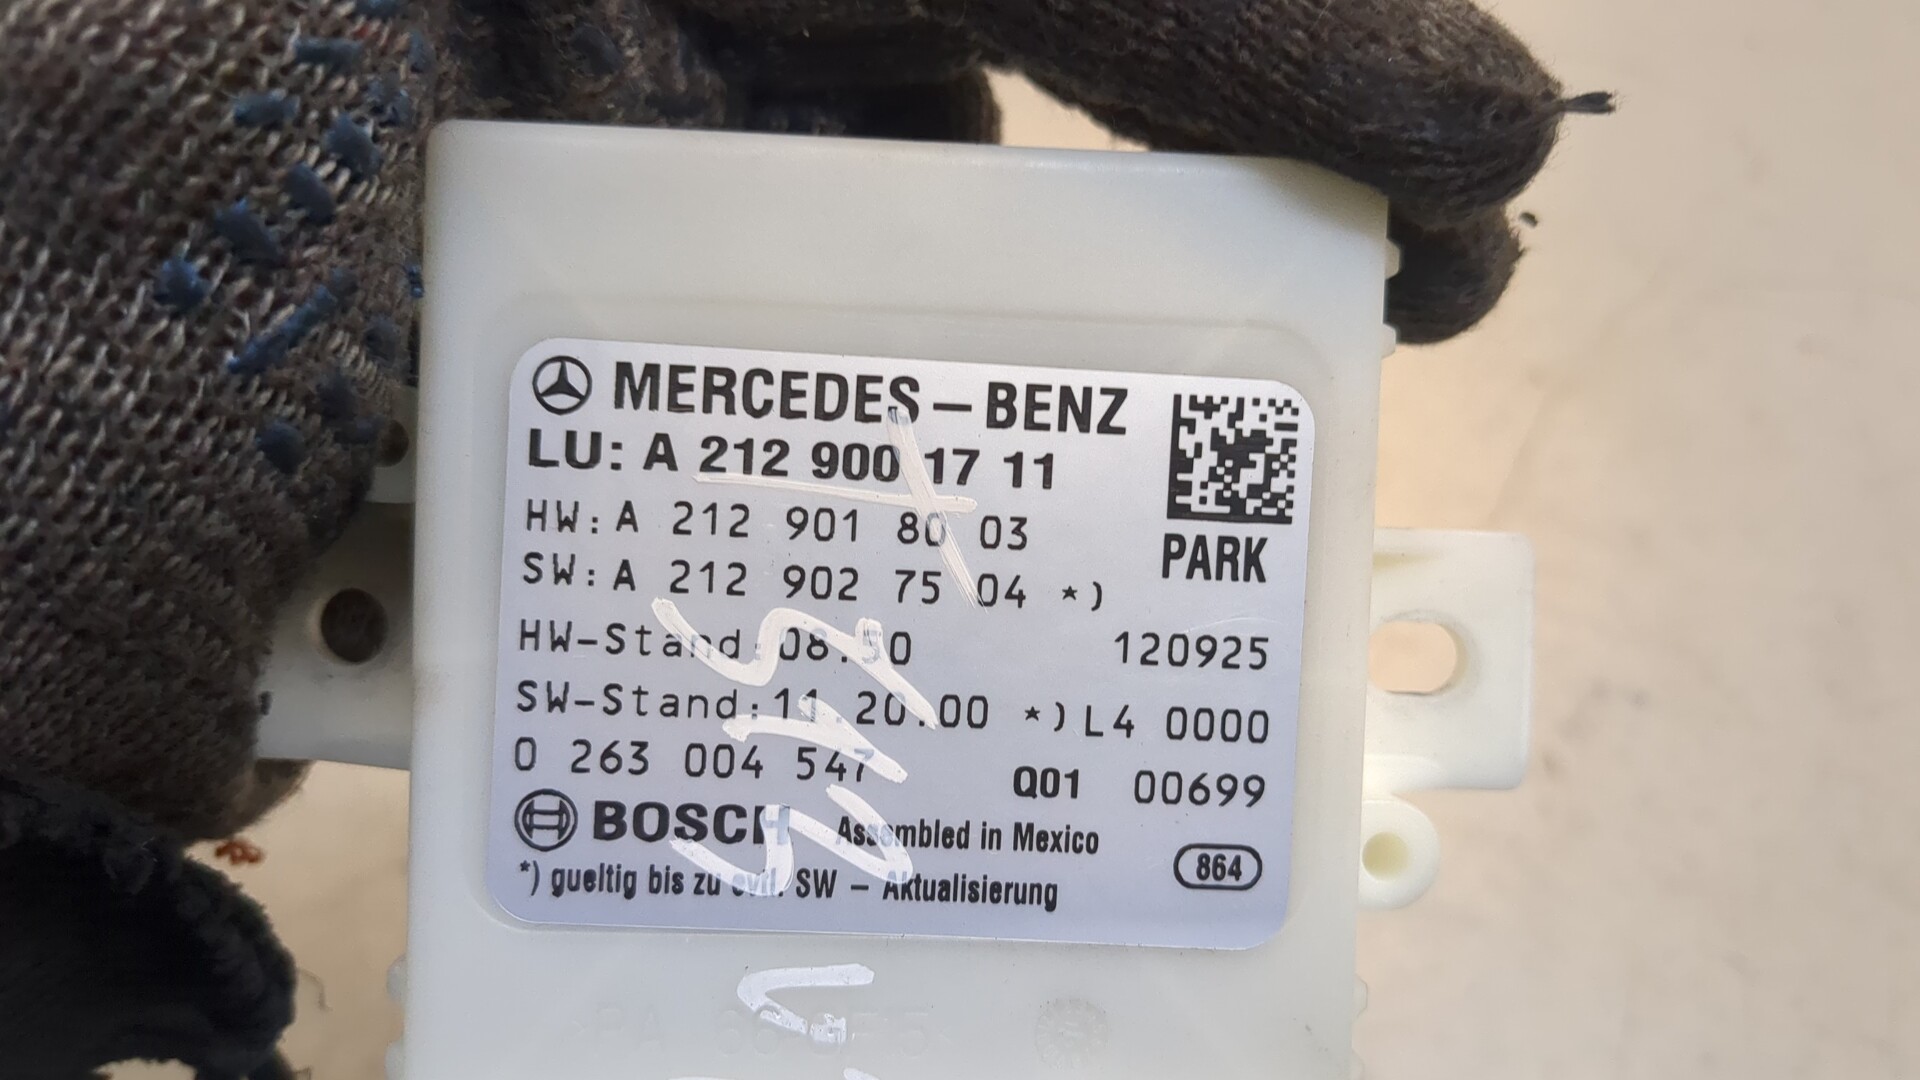 MERCEDES-BENZ
LU: A 212 900 17 11
HW: A 212 901 80 03
PARK
SW: A 212 902 75 04 *)
HW-Stand: 08.50 120925
SW-Stand: 11.20.00 *) L4 0000
0 263 004 547 Q01 00699
BOSCH Assembled in Mexico
864
*) gueltig bis zu evtl. SW - Aktualisierung